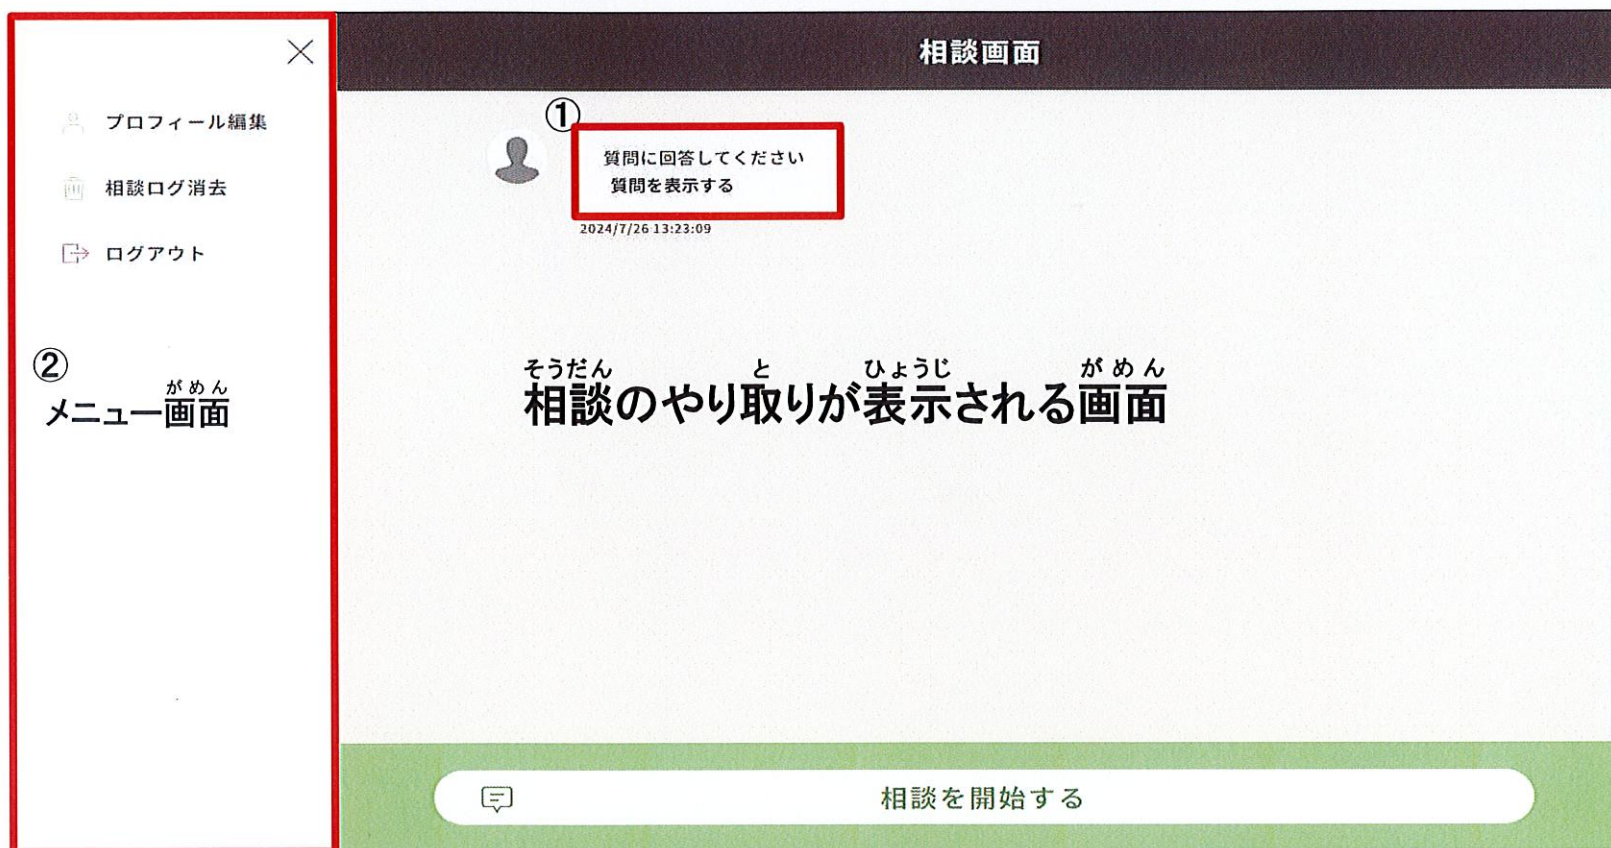 相談画面
プロフィール編集
相談ログ消去
ログアウト
②
がめん
メニュー画面
①
質問に回答してください
質問を表示する
2024/7/26 13:23:09
そうだん と ひょうじ がめん
相談のやり取りが表示される画面
相談を開始する